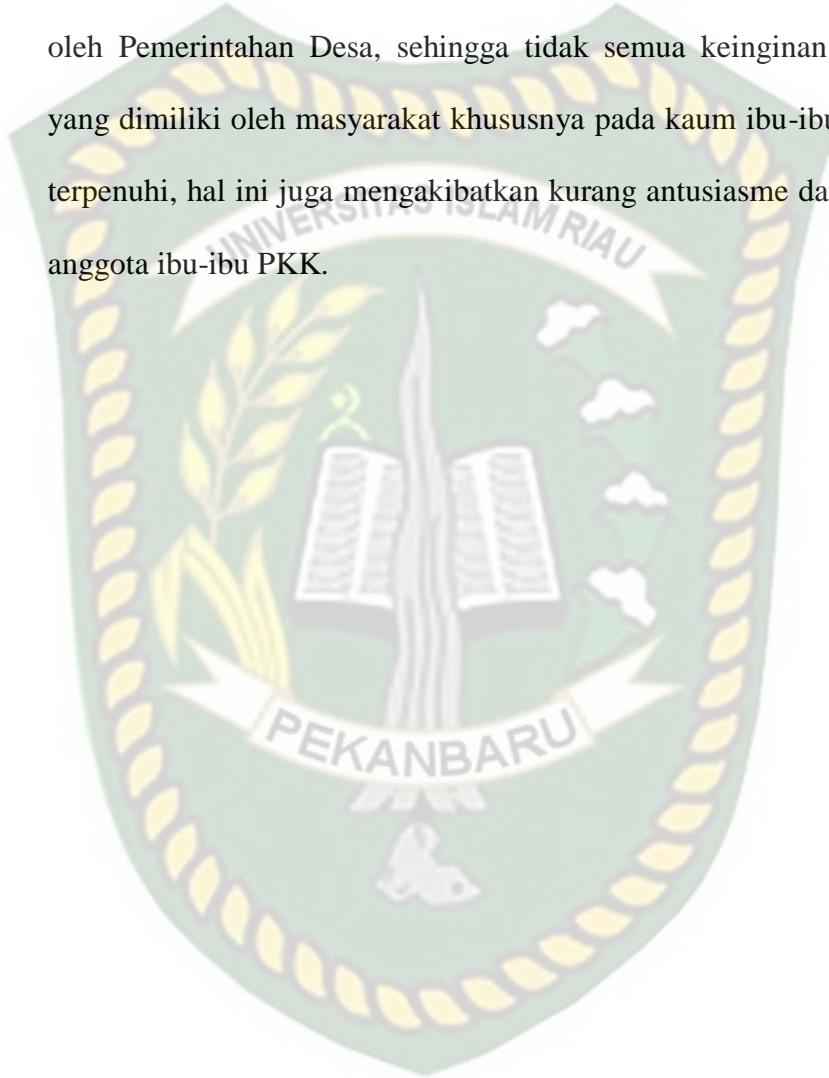 oleh Pemerintahan Desa, sehingga tidak semua keinginan
yang dimiliki oleh masyarakat khususnya pada kaum ibu-ibu
terpenuhi, hal ini juga mengakibatkan kurang antusiasme da
anggota ibu-ibu PKK.
UNIVERSITAS ISLAM RIAU
PEKANBARU